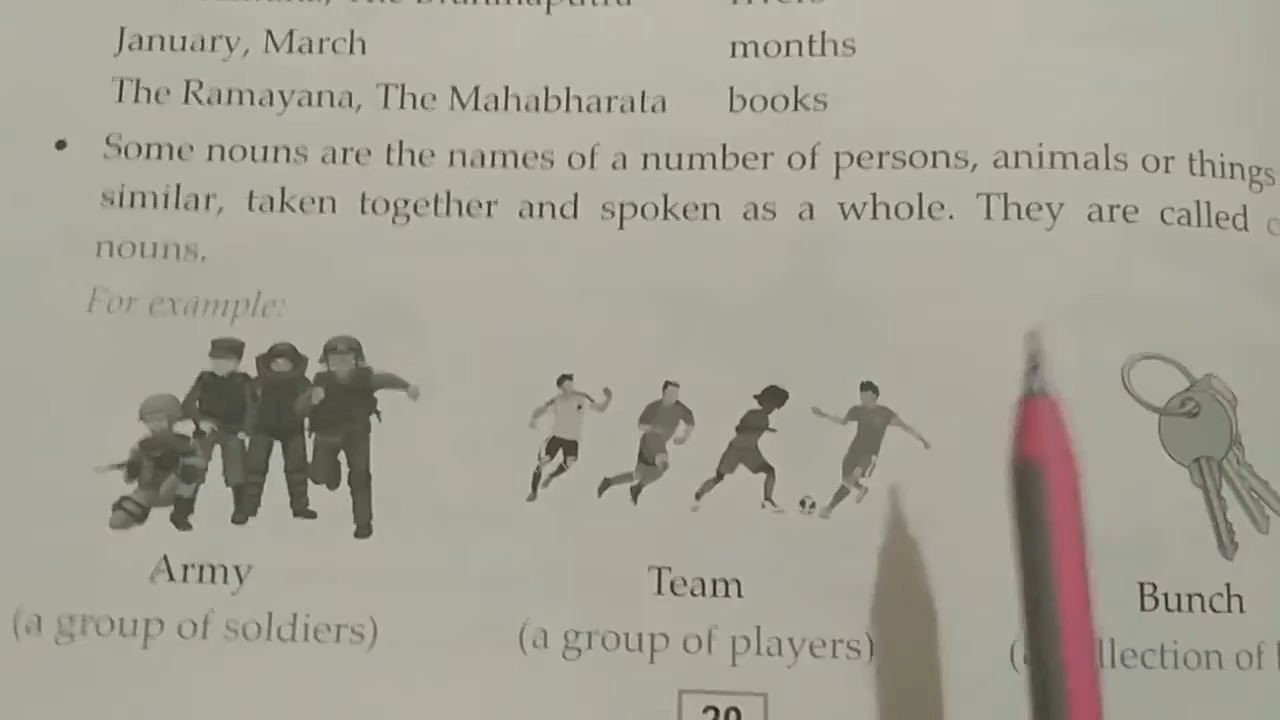 January, March months
The Ramayana, The Mahabharata books
• Some nouns are the names of a number of persons, animals or things
similar, taken together and spoken as a whole. They are called
nouns.
For example:
Army Team Bunch
(a group of soldiers) (a group of players) of
20